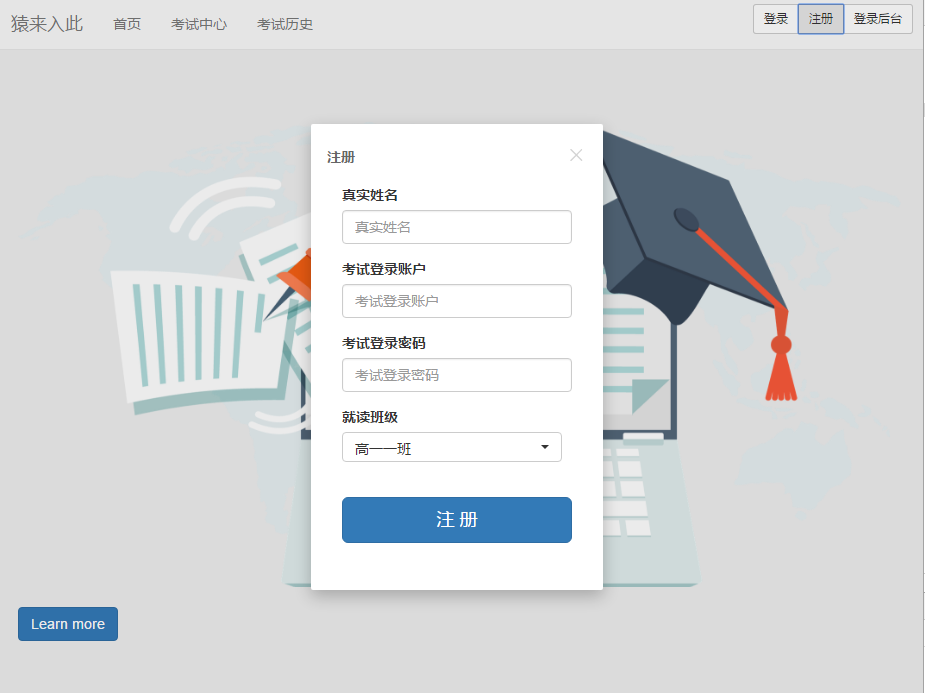 猿来入此 首页 考试中心 考试历史 登录 注册 登录后台
注册
真实姓名
真实姓名
考试登录账户
考试登录账户
考试登录密码
考试登录密码
就读班级
高一一班
注 册
Learn more